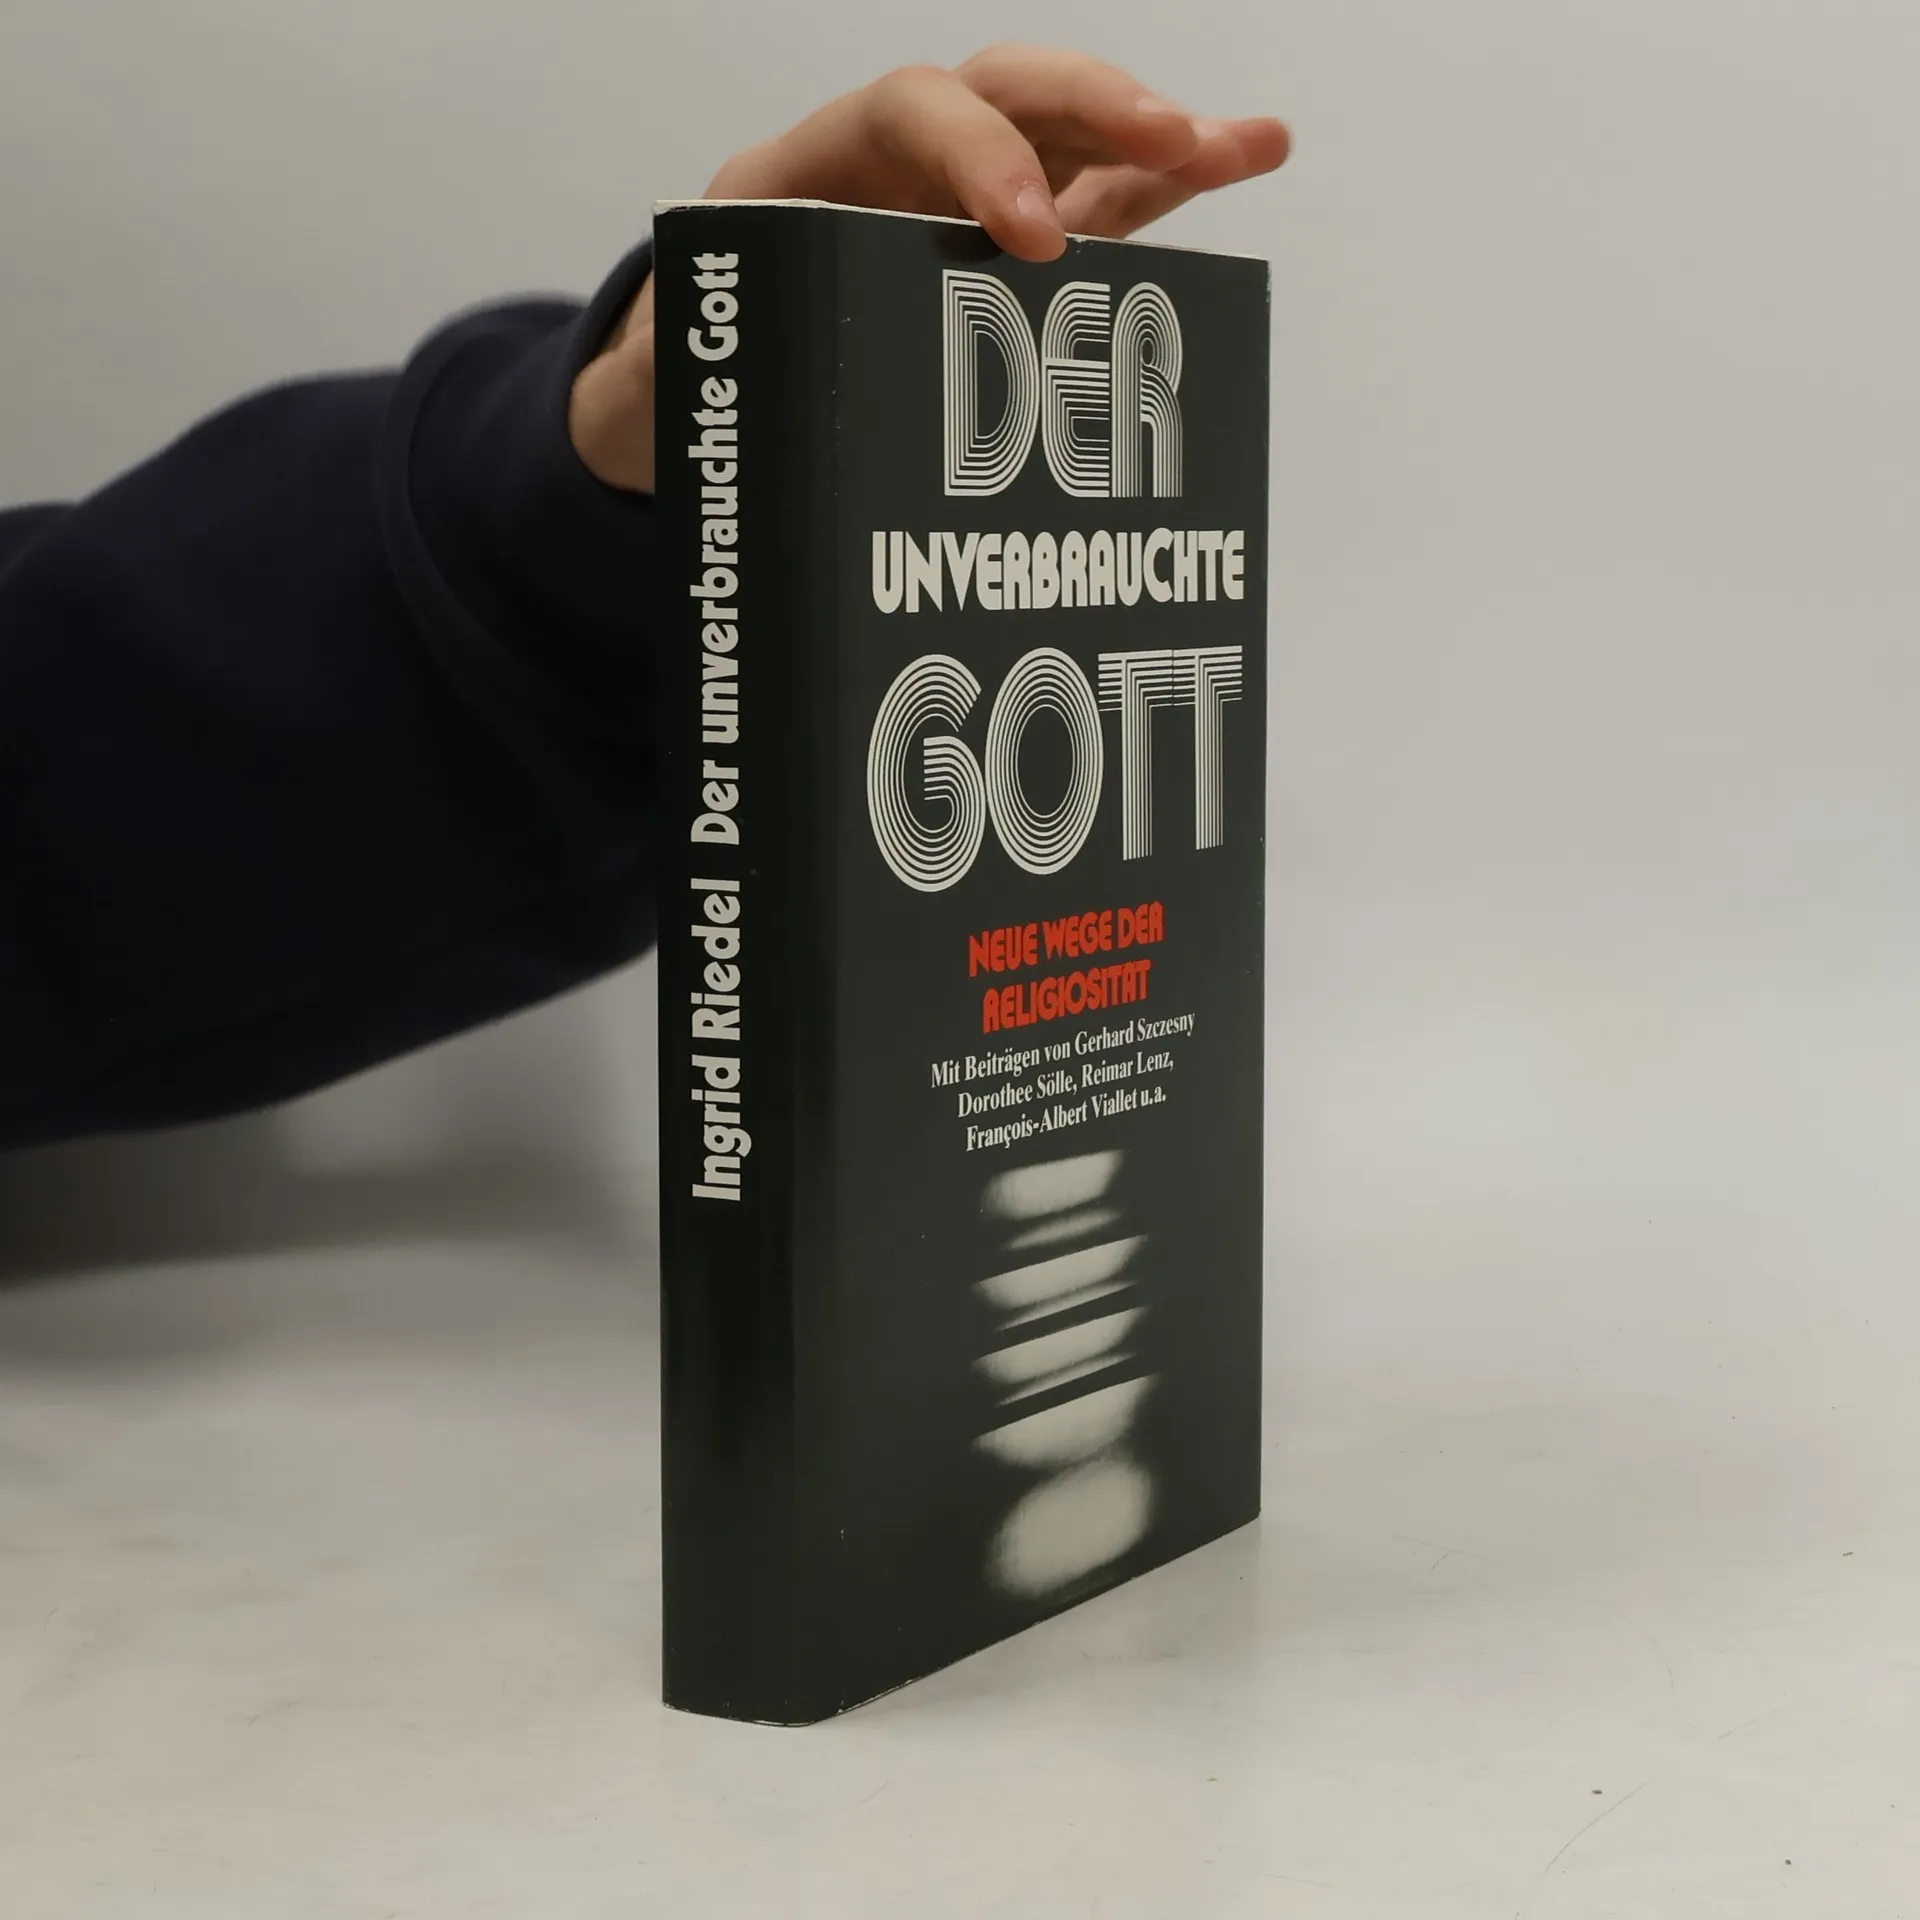 Ingrid Riedel Der unverbrauchte Gott
DER
UNVERBRAUCHTE
GOTT
NEUE WEGE DER
RELIGIOSITÄT
Mit Beiträgen von Gerhard Szczesny
Dorothee Sölle, Reimar Lenz,
François-Albert Viallet u.a.